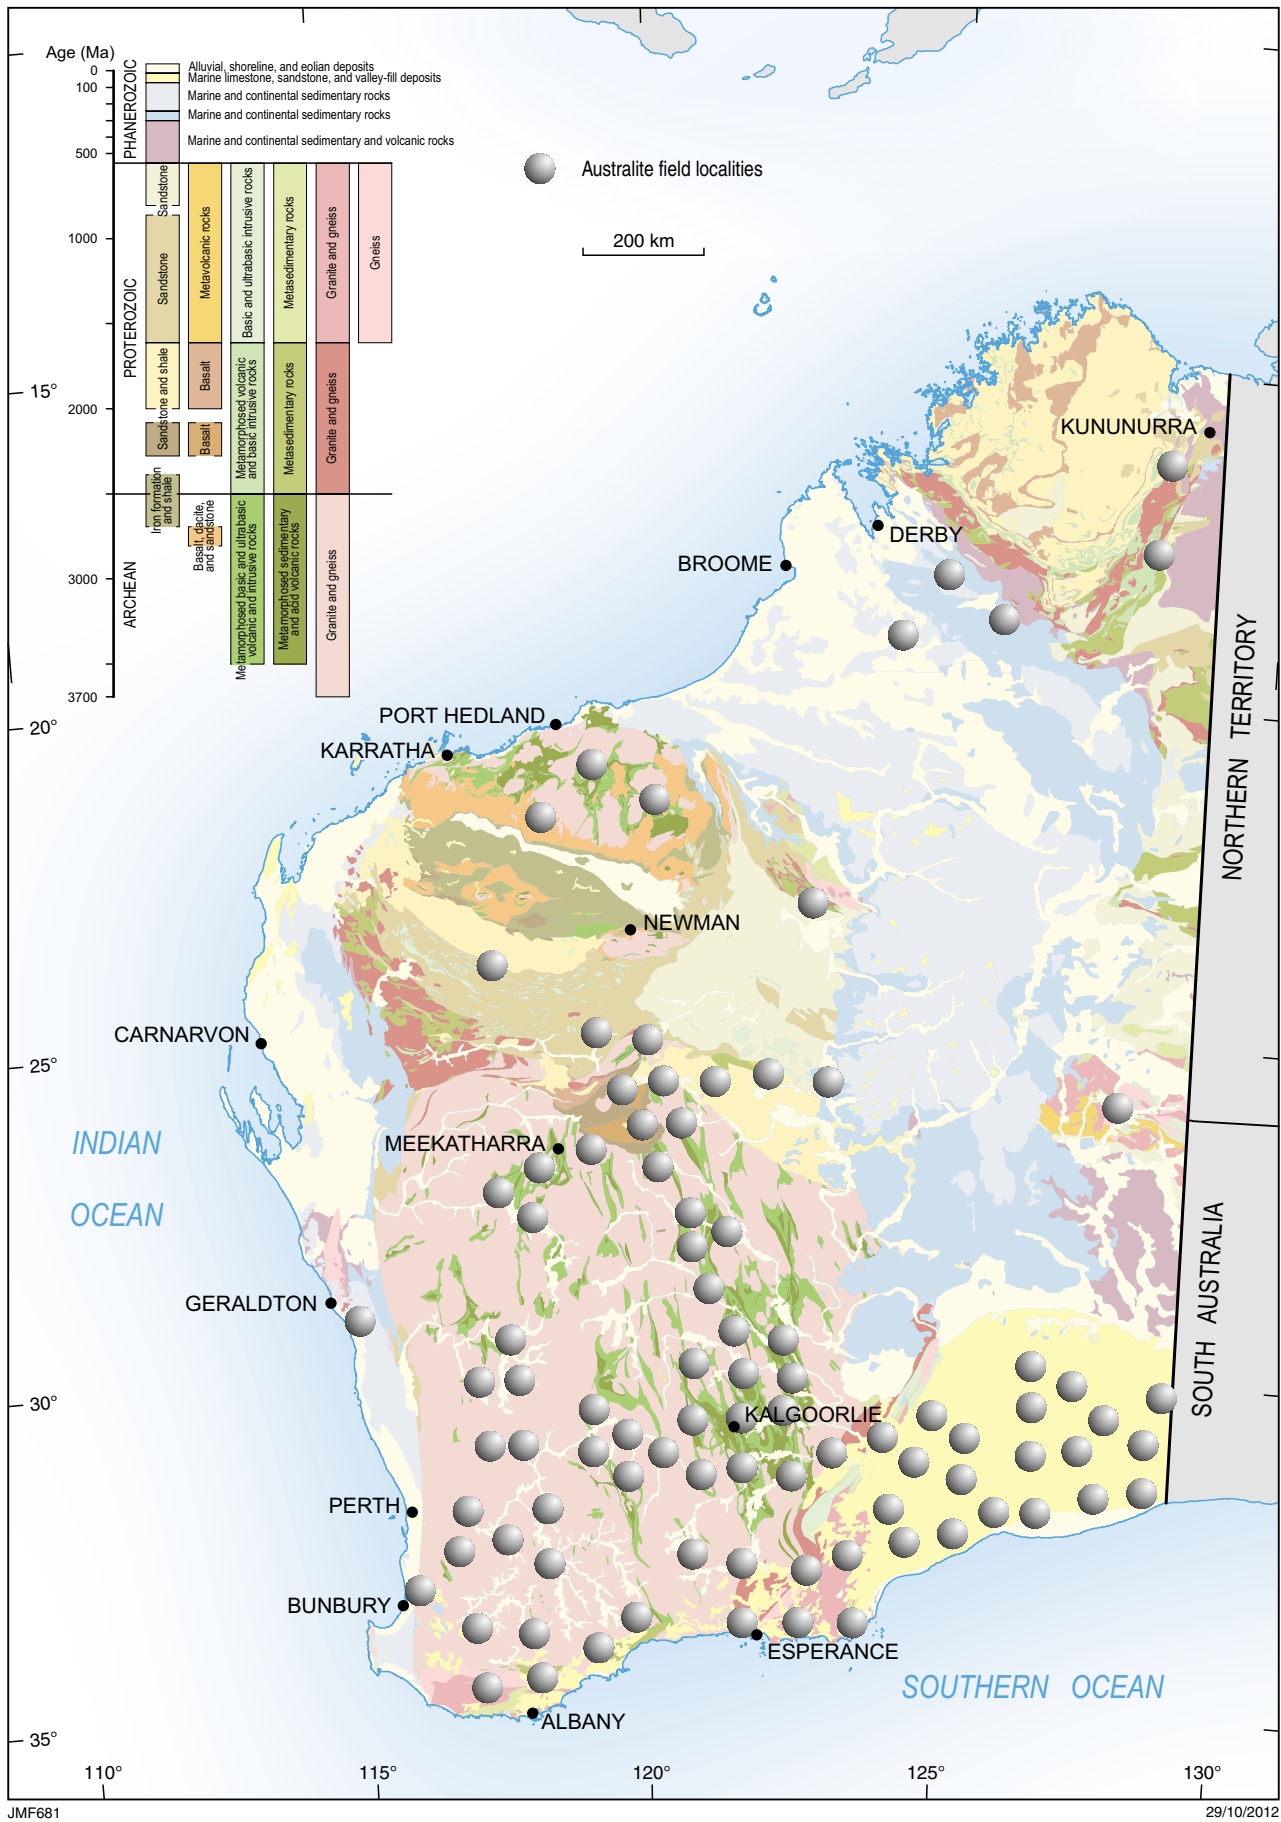 Age (Ma)
0
100
500
1000
2000
3000
3700
PHANEROZOIC
PROTEROZOIC
ARCHEAN
Alluvial, shoreline, and eolian deposits
Marine limestone, sandstone, and valley-fill deposits
Marine and continental sedimentary rocks
Marine and continental sedimentary rocks
Marine and continental sedimentary and volcanic rocks
Sandstone
Sandstone
Sandstone and shale
Sandstone
Iron formation
and shale
Metavolcanic rocks
Basalt
Basalt
Basalt, dacite,
and sandstone
Basic and ultrabasic intrusive rocks
Metamorphosed volcanic
and basic intrusive rocks
Metamorphosed basic and ultrabasic
volcanic and intrusive rocks
Metasedimentary rocks
Metasedimentary rocks
Metamorphosed sedimentary
and acid volcanic rocks
Granite and gneiss
Granite and gneiss
Granite and gneiss
Gneiss
Australite field localities
200 km
15°
KUNUNURRA
DERBY
BROOME
NORTHERN TERRITORY
PORT HEDLAND
20°
KARRATHA
NEWMAN
CARNARVON
25°
INDIAN
OCEAN
MEEKATHARRA
SOUTH AUSTRALIA
GERALDTON
30°
KALGOORLIE
PERTH
BUNBURY
ESPERANCE
SOUTHERN OCEAN
ALBANY
35°
110°
115°
120°
125°
130°
JMF681
29/10/2012